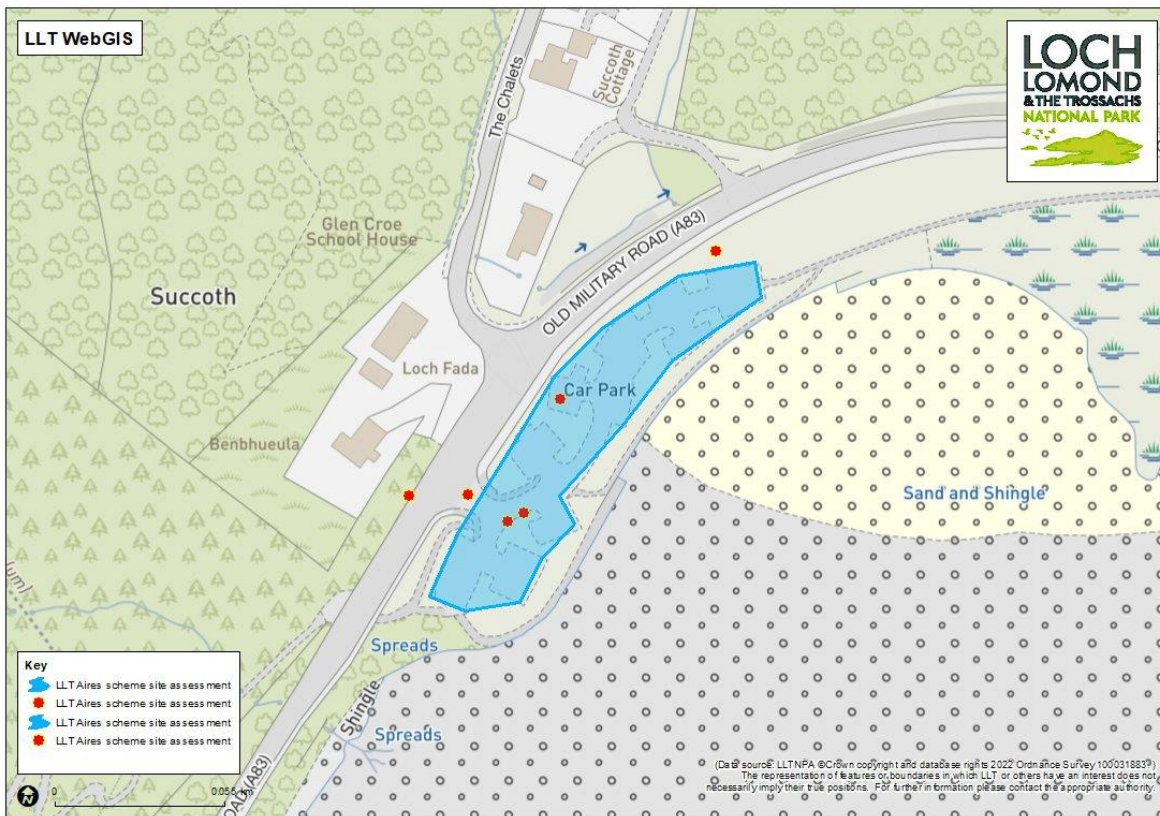 LLT WebGIS
LOCH
LOMOND
& THE TROSSACHS
NATIONAL PARK
The Chalets
Succoth
Cottage
Glen Croe
School House
Succoth
OLD MILITARY ROAD (A83)
Loch Fada
Car Park
Benbhueula
Sand and Shingle
Spreads
Shingle
Spreads
OAD (A83)
Key
LLT Aires scheme site assessment
LLT Aires scheme site assessment
LLT Aires scheme site assessment
LLT Aires scheme site assessment
N
0
(Data source: LLTNPA ©Crown copyright and database rights 2022 Ordnance Survey
The representation of features or boundaries in which LLT or others have an interest does not
necessarily imply their true positions. For further information please contact the appropriate authority.